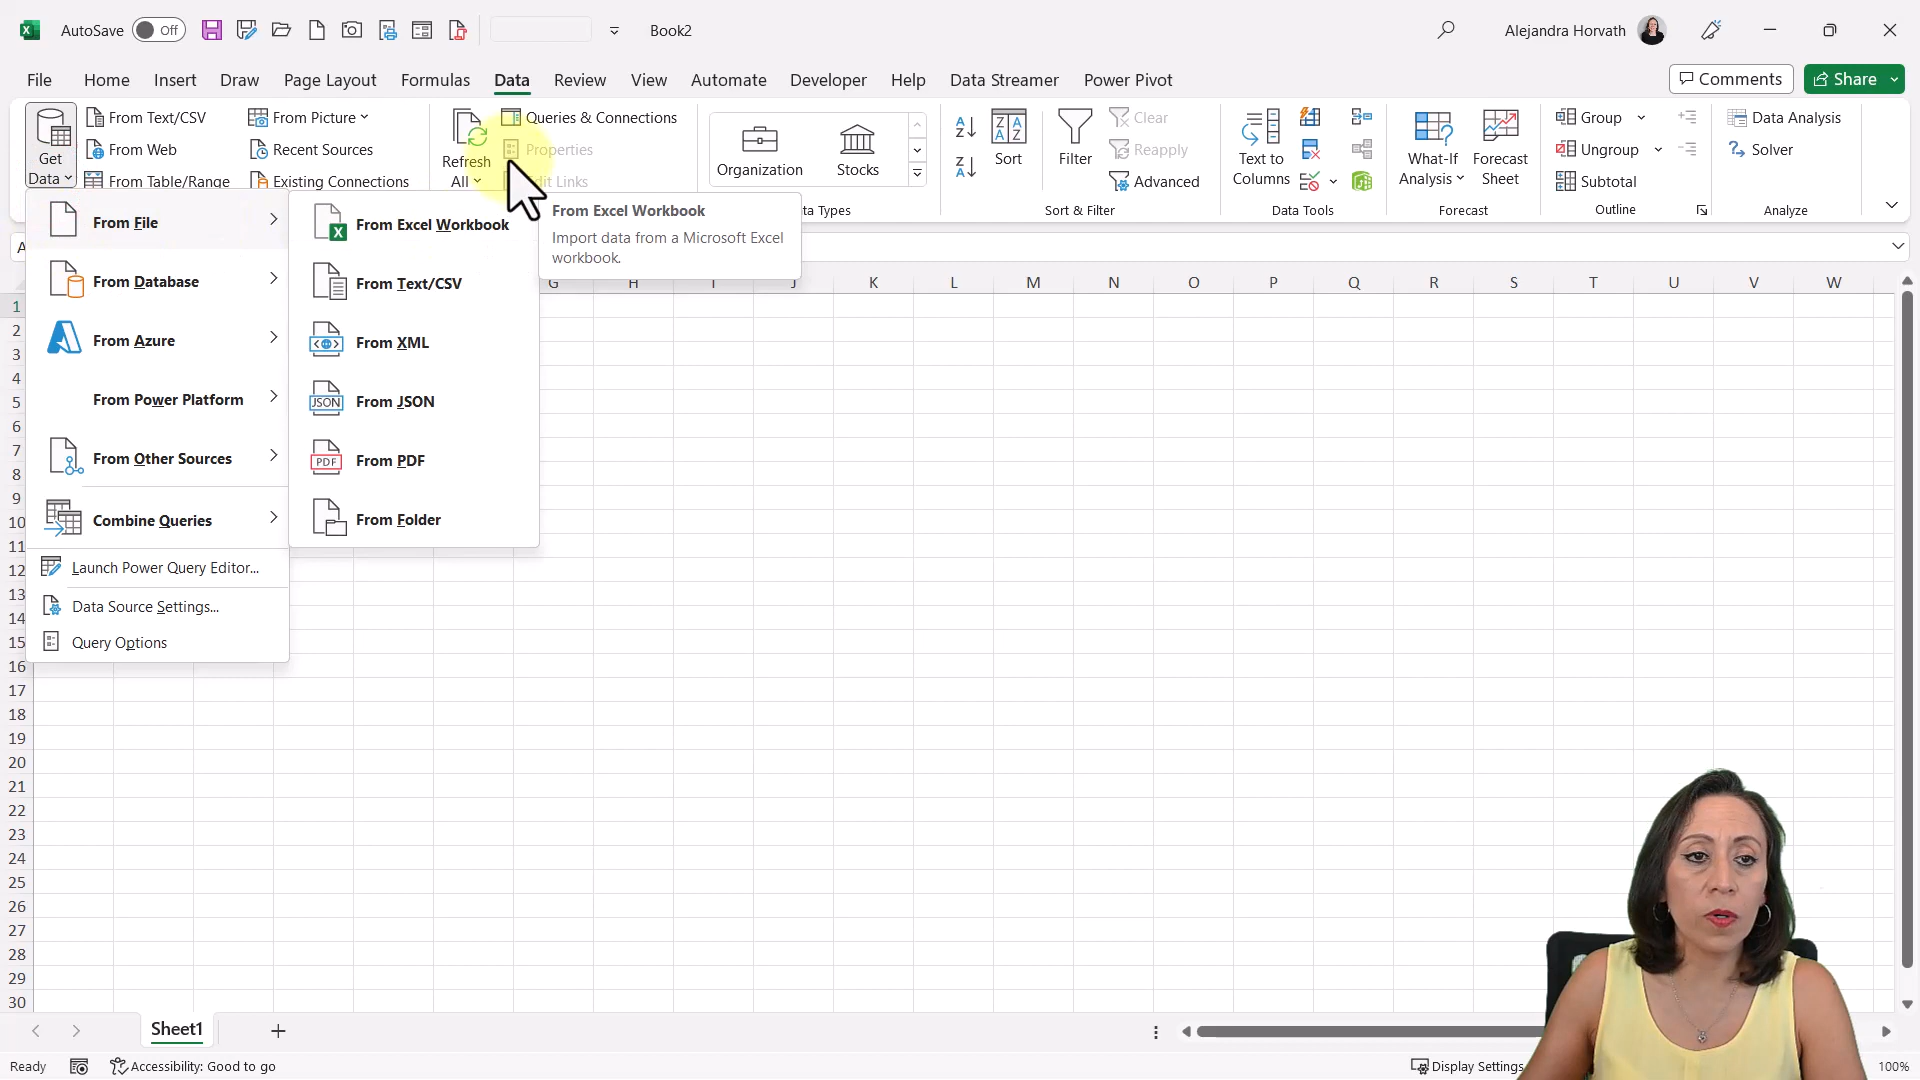 AutoSave Off Book2 Alejandra Horvath
File Home Insert Draw Page Layout Formulas Data Review View Automate Developer Help Data Streamer Power Pivot Comments Share
Get Data
From Text/CSV
From Web
From Table/Range
From Picture
Recent Sources
Existing Connections
Refresh All
Queries & Connections
Properties
Links
Organization
Stocks
ta Types
Sort
Filter
Clear
Reapply
Advanced
Sort & Filter
Text to Columns
Data Tools
What-If Analysis
Forecast Sheet
Forecast
Group
Ungroup
Subtotal
Outline
Data Analysis
Solver
Analyze
From File
From Database
From Azure
From Power Platform
From Other Sources
Combine Queries
Launch Power Query Editor...
Data Source Settings...
Query Options
From Excel Workbook
From Text/CSV
From XML
JSON From JSON
PDF From PDF
From Folder
From Excel Workbook
Import data from a Microsoft Excel
workbook.
G H I J K L M N O P Q R S T U V W
1
2
3
4
5
6
7
8
9
10
11
12
13
14
15
16
17
18
19
20
21
22
23
24
25
26
27
28
29
30
Sheet1
Ready Accessibility: Good to go Display Settings 100%